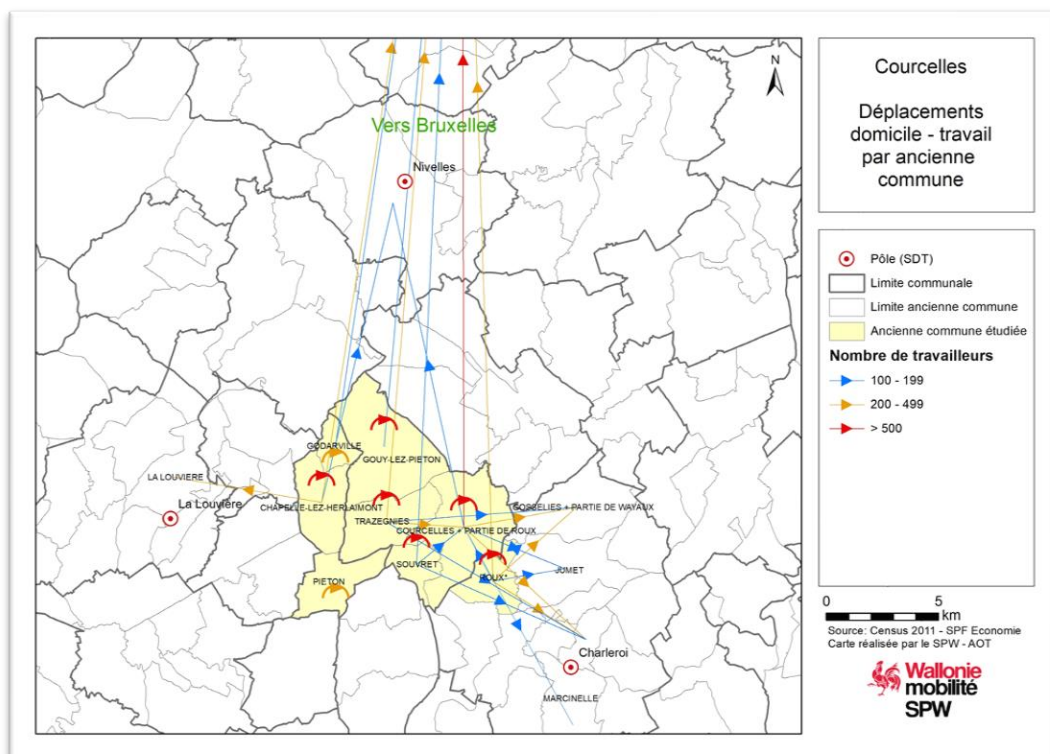 Vers Bruxelles
Nivelles
N
GODARVILLE
GOUY-LEZ-PIETON
LA LOUVIERE
La Louvière
CHAPELLE-LEZ-HERLAIMONT
TRAZEGNIES
GOSSELIES + PARTIE DE WAYAUX
COURCELLES + PARTIE DE ROUX
SOUVRET
ROUX*
JUMET
PIETON
Charleroi
MARCINELLE
Courcelles
Déplacements
domicile - travail
par ancienne
commune
Pôle (SDT)
Limite communale
Limite ancienne commune
Ancienne commune étudiée
Nombre de travailleurs
100 - 199
200 - 499
> 500
0 5
km
Source: Census 2011 - SPF Economie
Carte réalisée par le SPW - AOT
Wallonie
mobilité
SPW